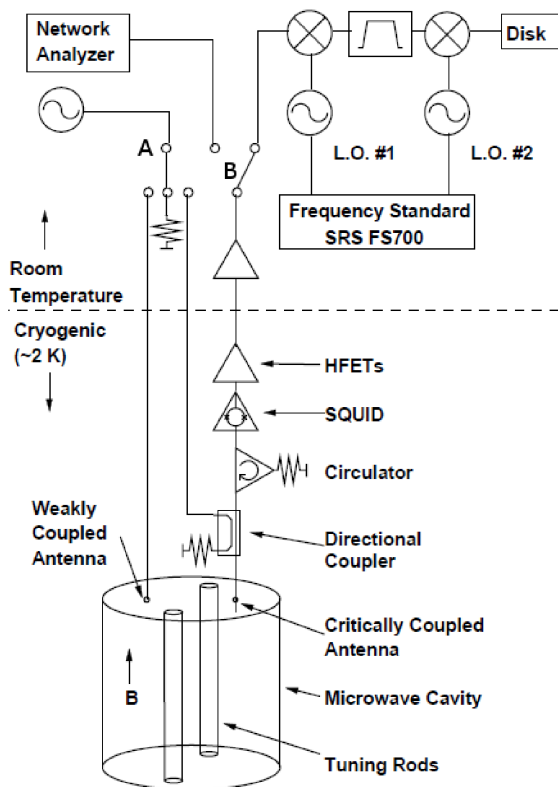 Network
Analyzer
Disk
A
B
L.O. #1
L.O. #2
Frequency Standard
SRS FS700
Room
Temperature
Cryogenic
(~2 K)
HFETs
SQUID
Circulator
Directional
Coupler
Weakly
Coupled
Antenna
Critically Coupled
Antenna
B
Microwave Cavity
Tuning Rods